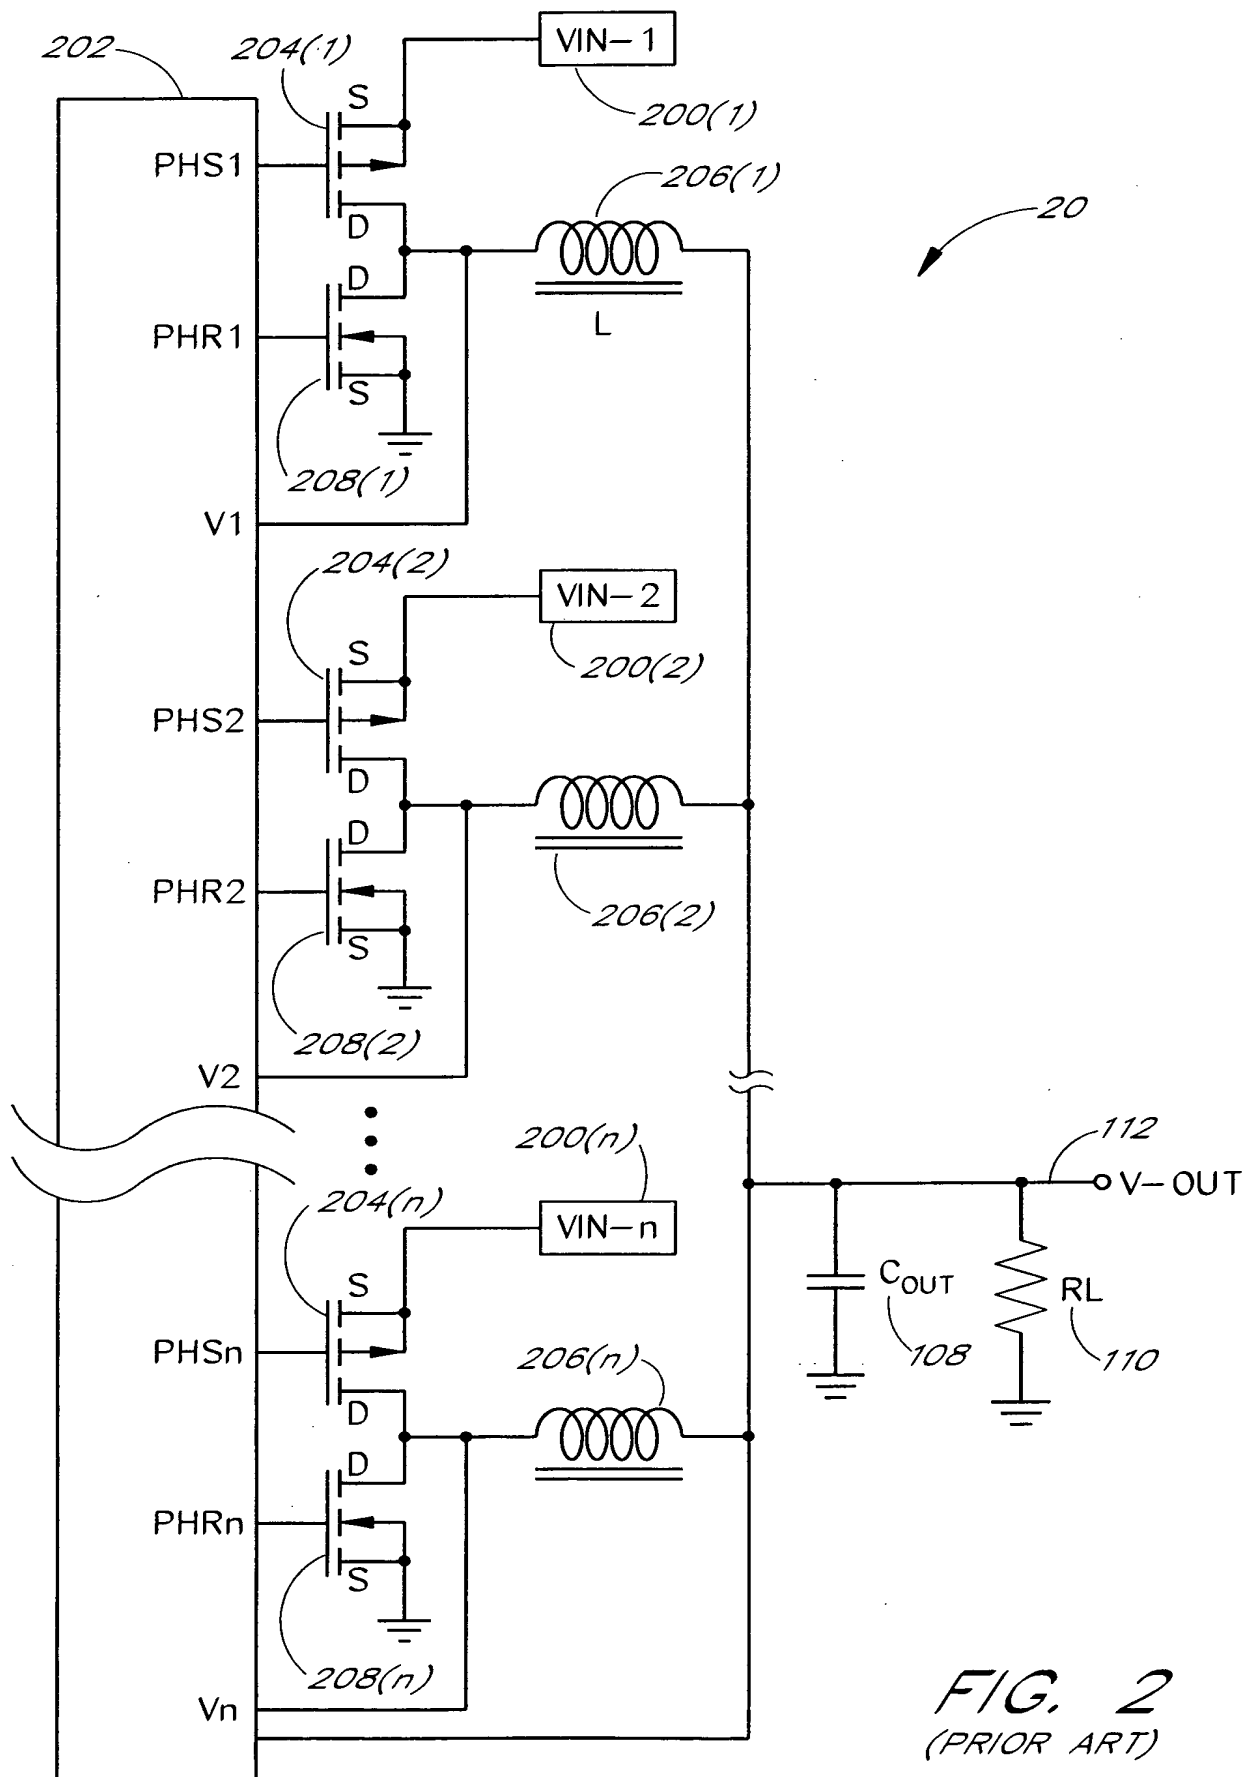 202
204(1)
VIN-1
200(1)
S
PHS1
206(1)
20
D
D
PHR1
L
S
208(1)
V1
204(2)
VIN-2
S
200(2)
PHS2
D
D
PHR2
206(2)
S
208(2)
V2
200(n)
112
V-OUT
204(n)
VIN-n
S
COUT
RL
PHSn
206(n)
108
110
D
D
PHRn
S
208(n)
Vn
FIG. 2
(PRIOR ART)